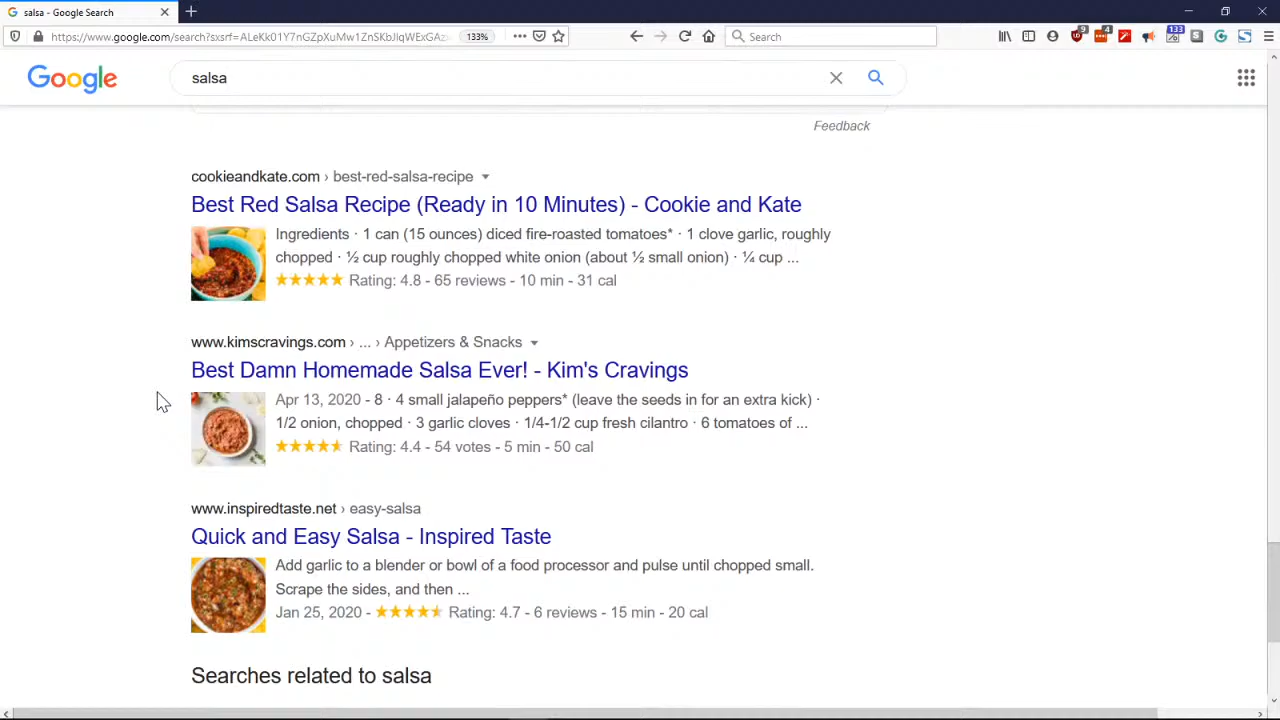 salsa - Google Search
https://www.google.com/search?sxsrf=
133%
Search
9
4
133
Google
salsa
Feedback
cookieandkate.com › best-red-salsa-recipe
Best Red Salsa Recipe (Ready in 10 Minutes) - Cookie and Kate
Ingredients · 1 can (15 ounces) diced fire-roasted tomatoes* · 1 clove garlic, roughly
chopped · ½ cup roughly chopped white onion (about ½ small onion) · ¼ cup ...
Rating: 4.8 - 65 reviews - 10 min - 31 cal
www.kimscravings.com › ... › Appetizers & Snacks
Best Damn Homemade Salsa Ever! - Kim's Cravings
Apr 13, 2020 - 8 · 4 small jalapeño peppers* (leave the seeds in for an extra kick) ·
1/2 onion, chopped · 3 garlic cloves · 1/4-1/2 cup fresh cilantro · 6 tomatoes of ...
Rating: 4.4 - 54 votes - 5 min - 50 cal
www.inspiredtaste.net › easy-salsa
Quick and Easy Salsa - Inspired Taste
Add garlic to a blender or bowl of a food processor and pulse until chopped small.
Scrape the sides, and then ...
Jan 25, 2020 - Rating: 4.7 - 6 reviews - 15 min - 20 cal
Searches related to salsa